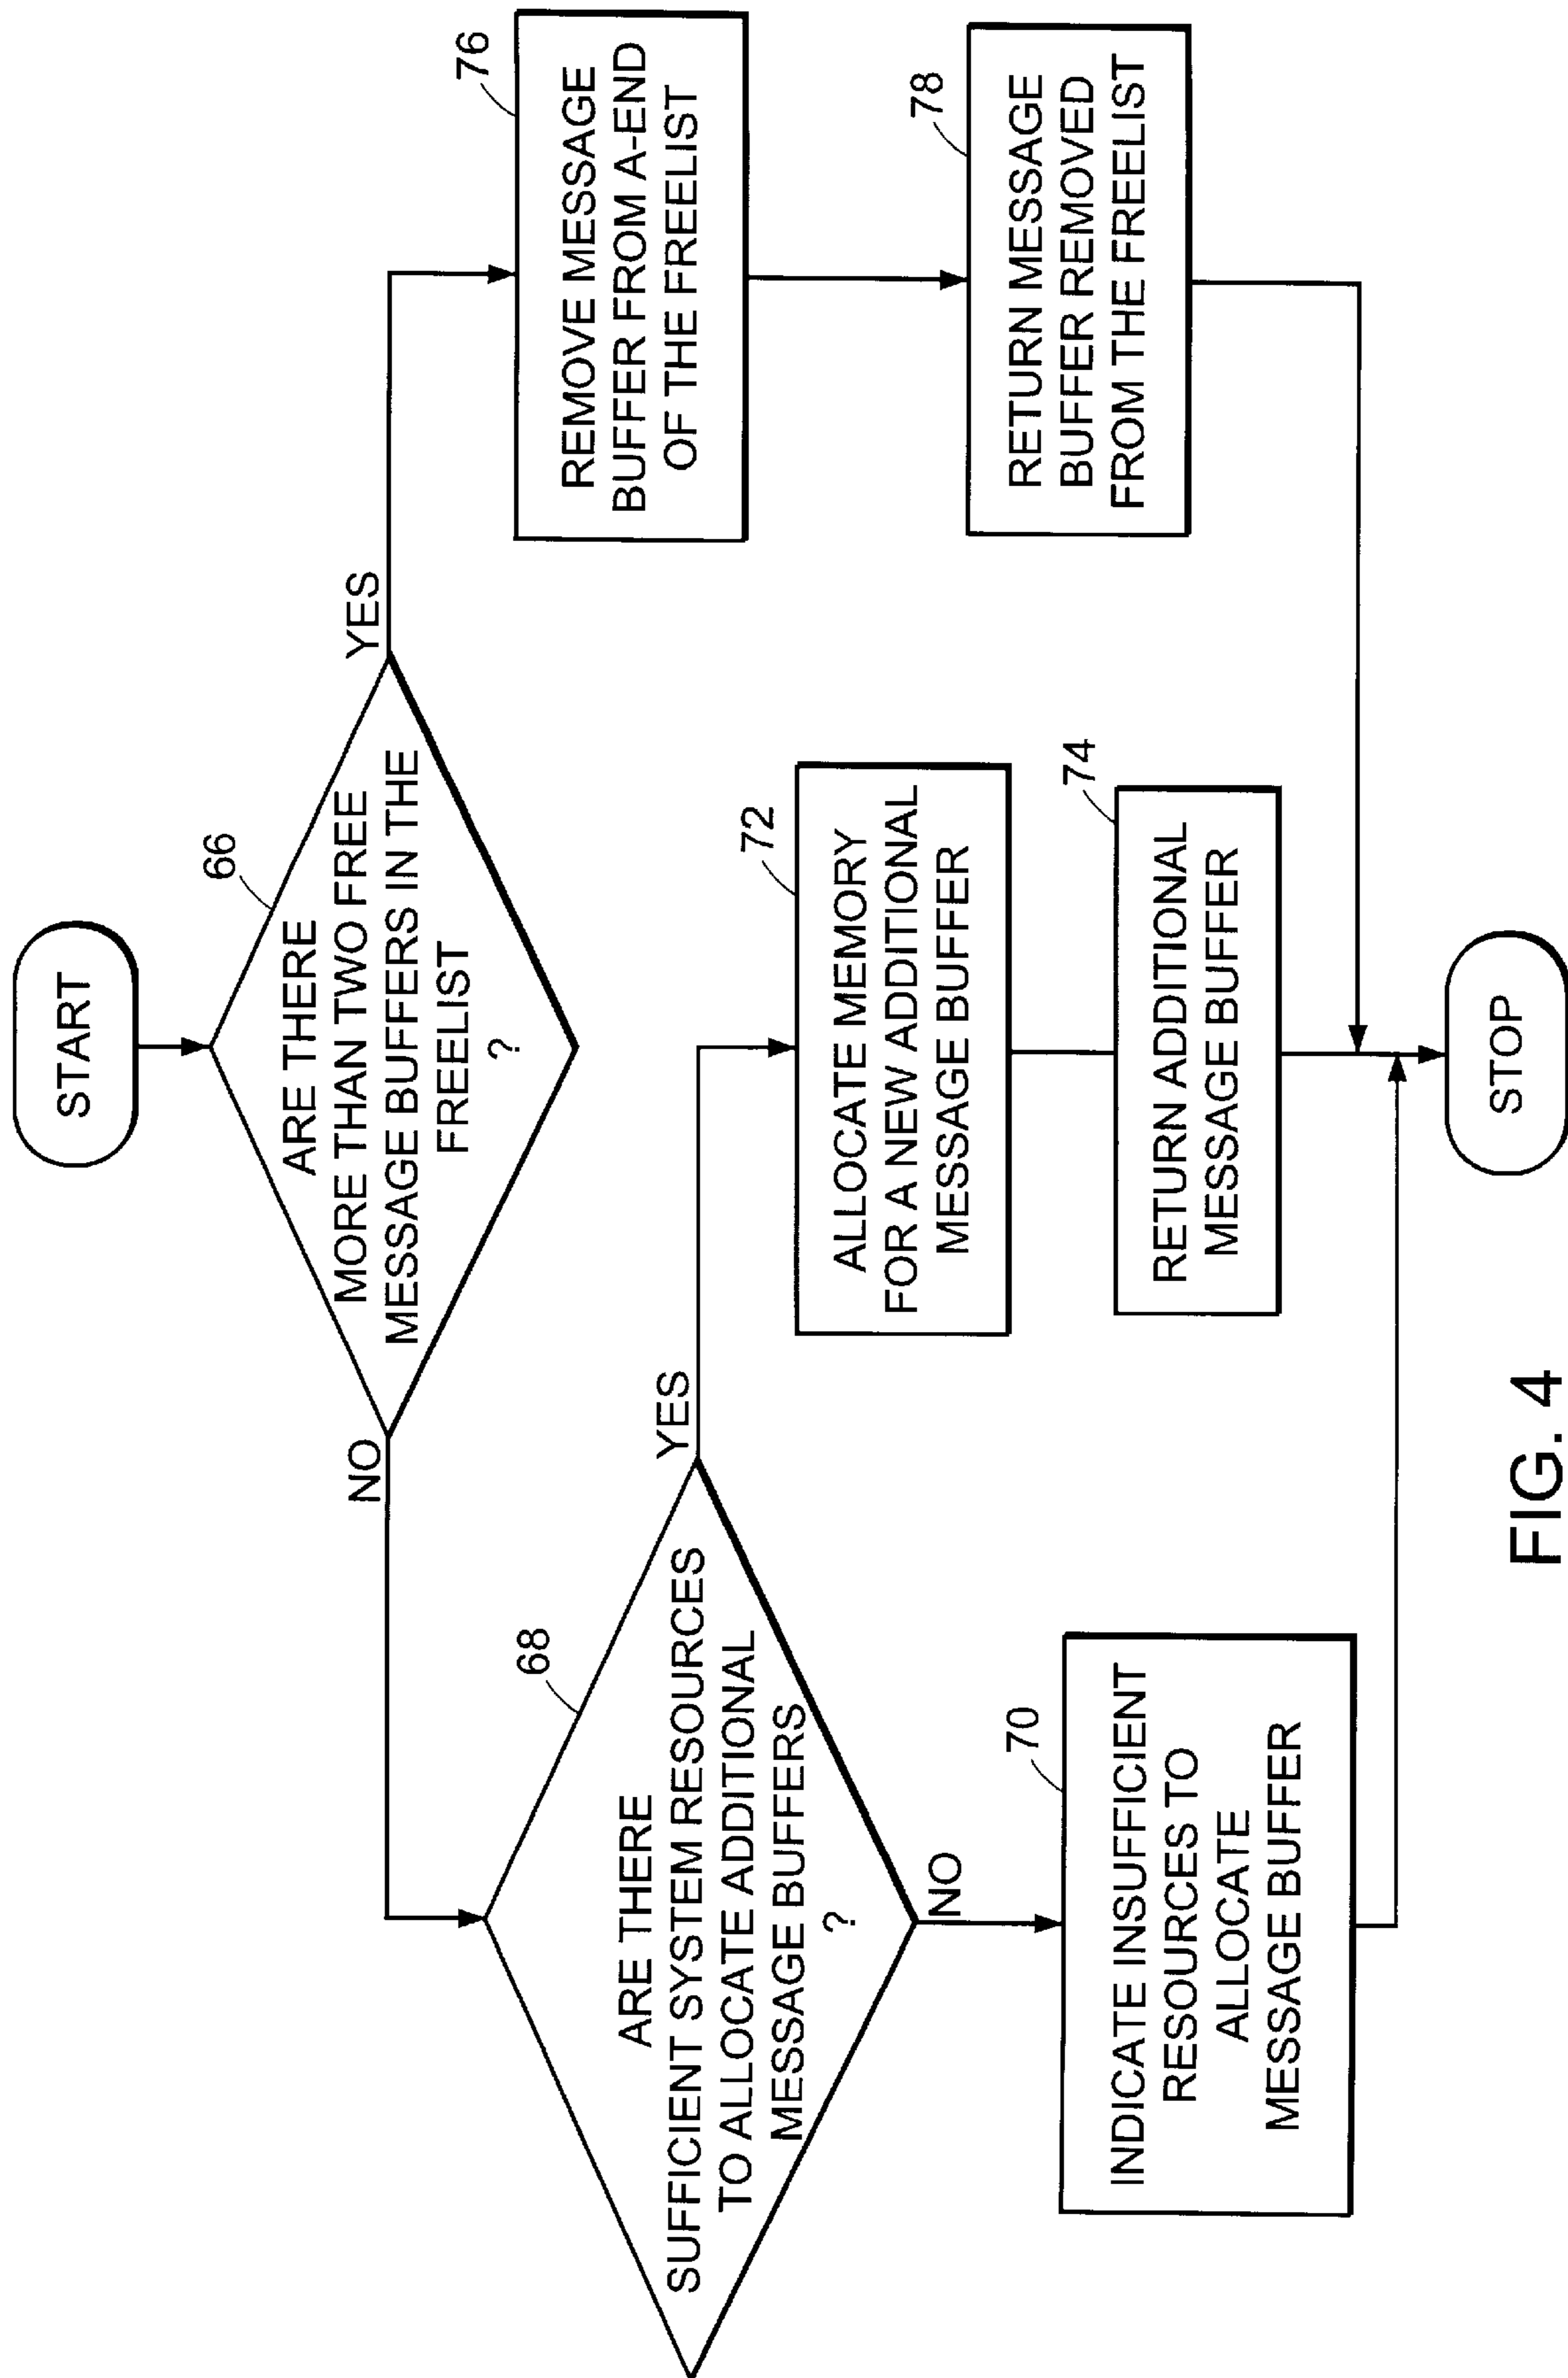 START
66
ARE THERE
MORE THAN TWO FREE
MESSAGE BUFFERS IN THE
FREELIST
?
NO
YES
68
ARE THERE
SUFFICIENT SYSTEM RESOURCES
TO ALLOCATE ADDITIONAL
MESSAGE BUFFERS
?
YES
NO
70
INDICATE INSUFFICIENT
RESOURCES TO
ALLOCATE
MESSAGE BUFFER
72
ALLOCATE MEMORY
FOR A NEW ADDITIONAL
MESSAGE BUFFER
74
RETURN ADDITIONAL
MESSAGE BUFFER
76
REMOVE MESSAGE
BUFFER FROM A-END
OF THE FREELIST
78
RETURN MESSAGE
BUFFER REMOVED
FROM THE FREELIST
STOP
FIG. 4